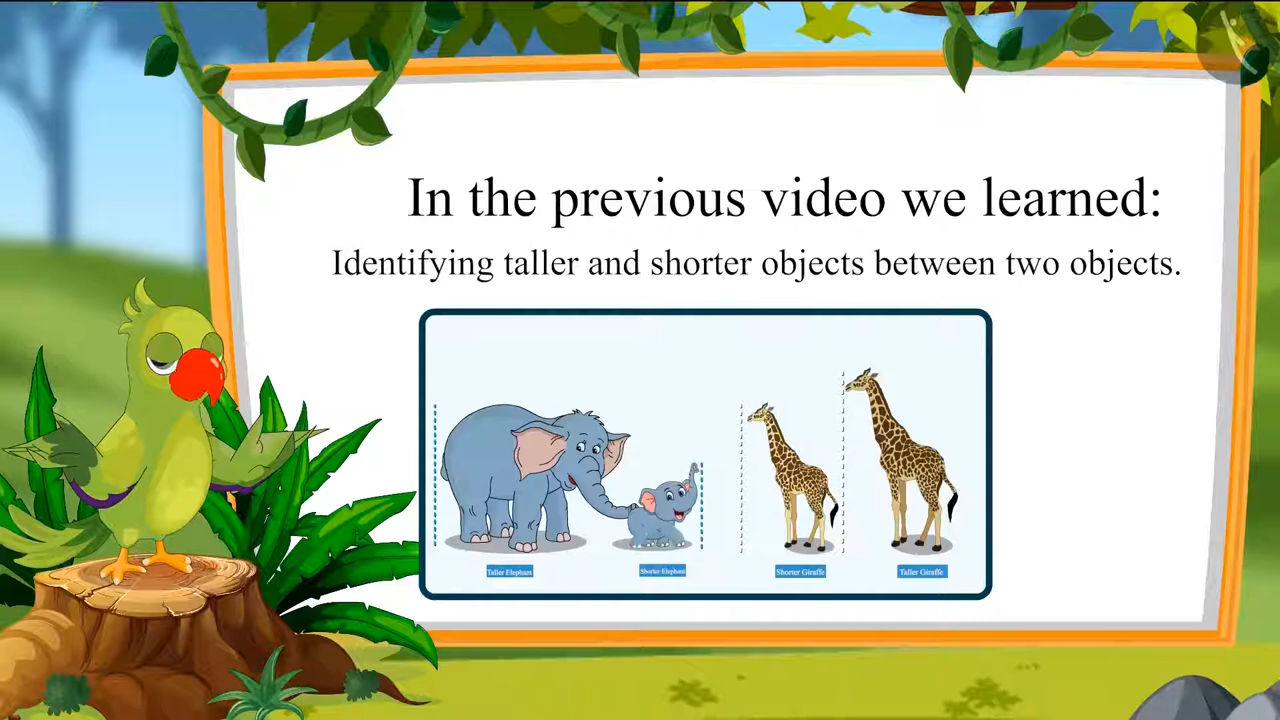 In the previous video we learned:
Identifying taller and shorter objects between two objects.
Taller Elephant
Shorter Elephant
Shorter Giraffe
Taller Giraffe